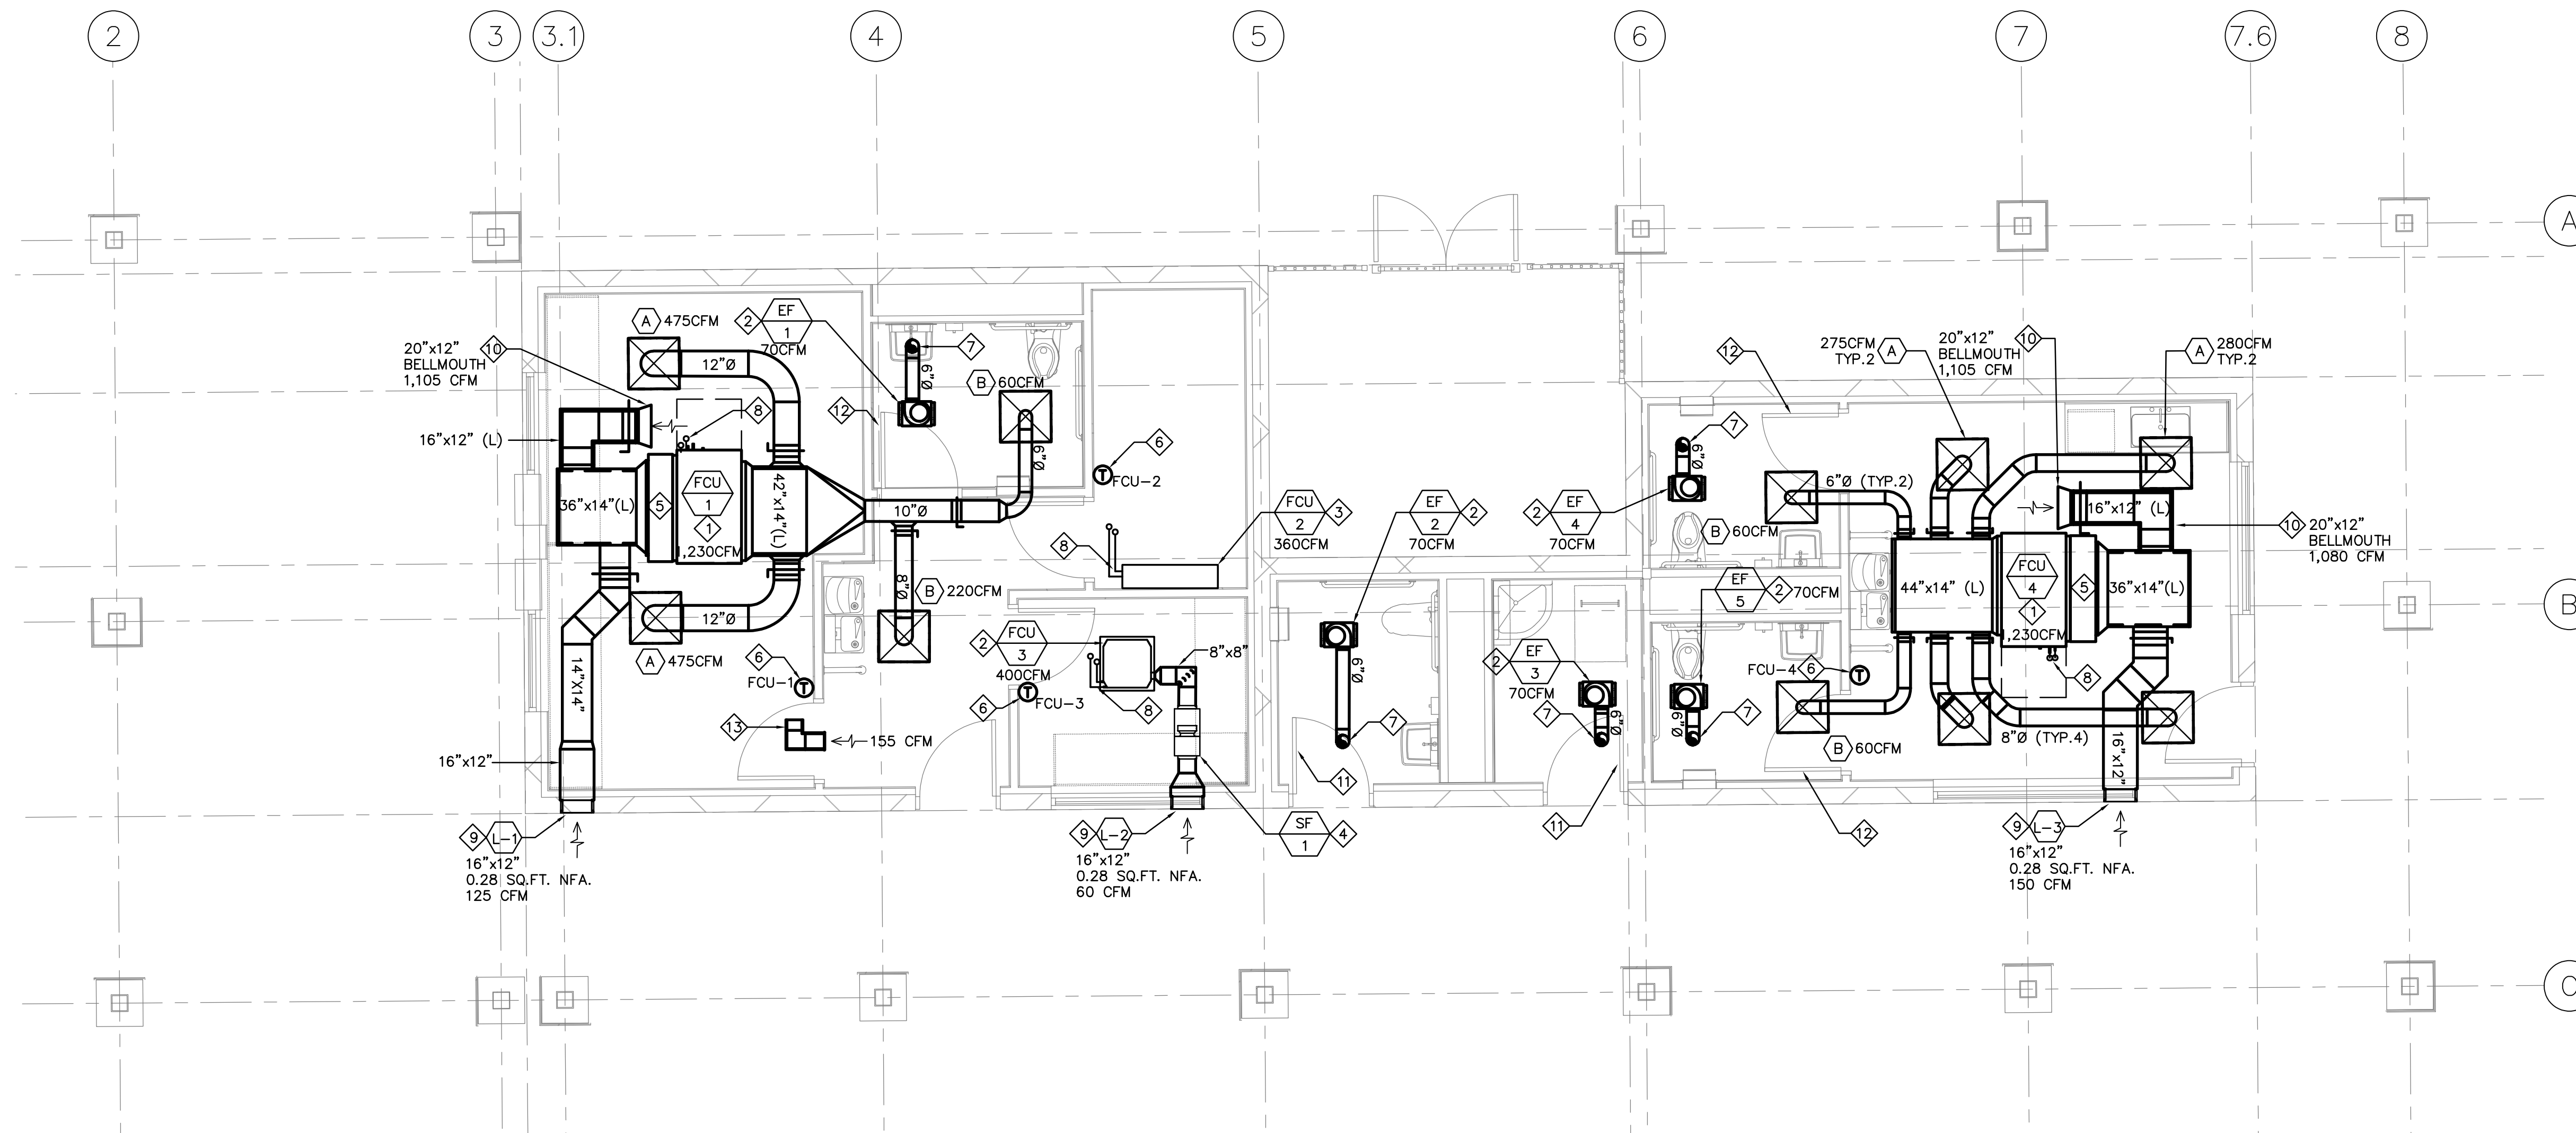 2
3
3.1
4
5
6
7
7.6
8
A
B
A 475CFM
2
EF
1
70CFM
20"x12"
BELLMOUTH
1,105 CFM
10
7
6"Ø
B 60CFM
12"Ø
8
12
16"x12" (L)
6"Ø
6
FCU-2
36"x14"(L)
5
FCU
1
1
1,230CFM
42"x14"(L)
10"Ø
8
FCU
2
360CFM
3
8"Ø
B 220CFM
12"Ø
A 475CFM
6
FCU-1
2
FCU
3
400CFM
8"x8"
6
FCU-3
8
14"X14"
13
155 CFM
16"x12"
9
L-1
16"x12"
0.28 SQ.FT. NFA.
125 CFM
9
L-2
16"x12"
0.28 SQ.FT. NFA.
60 CFM
SF
1
4
EF
2
70CFM
2
6"Ø
7
11
2
EF
3
70CFM
7
6"Ø
11
2
EF
4
70CFM
7
6"Ø
B 60CFM
EF
5
2
70CFM
6"Ø
7
12
275CFM
TYP.2
A
20"x12"
BELLMOUTH
1,105 CFM
10
A
280CFM
TYP.2
6"Ø (TYP.2)
16"x12" (L)
10
20"x12"
BELLMOUTH
1,080 CFM
44"x14" (L)
FCU
4
1
1,230CFM
5
36"x14"(L)
FCU-4
6
8
B 60CFM
8"Ø (TYP.4)
16"x12"
12
9
L-3
16"x12"
0.28 SQ.FT. NFA.
150 CFM